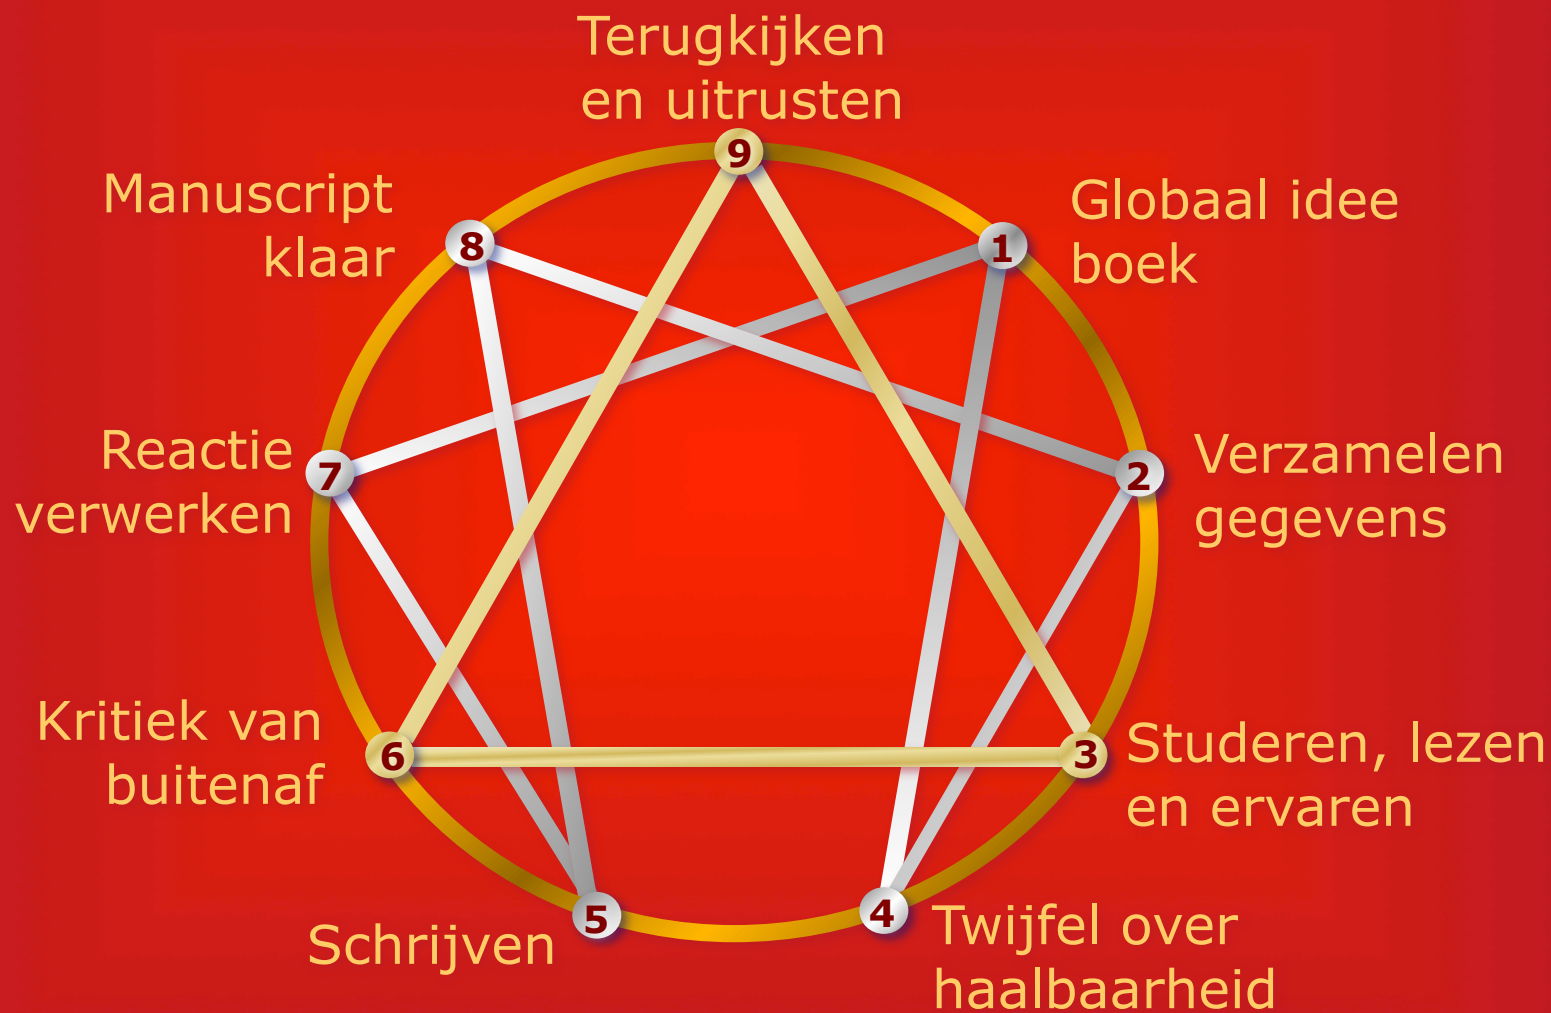 Terugkijken
en uitrusten
9
Manuscript
klaar
8
1
Globaal idee
boek
Reactie
verwerken
7
2
Verzamelen
gegevens
Kritiek van
buitenaf
6
3
Studeren, lezen
en ervaren
Schrijven
5
4
Twijfel over
haalbaarheid